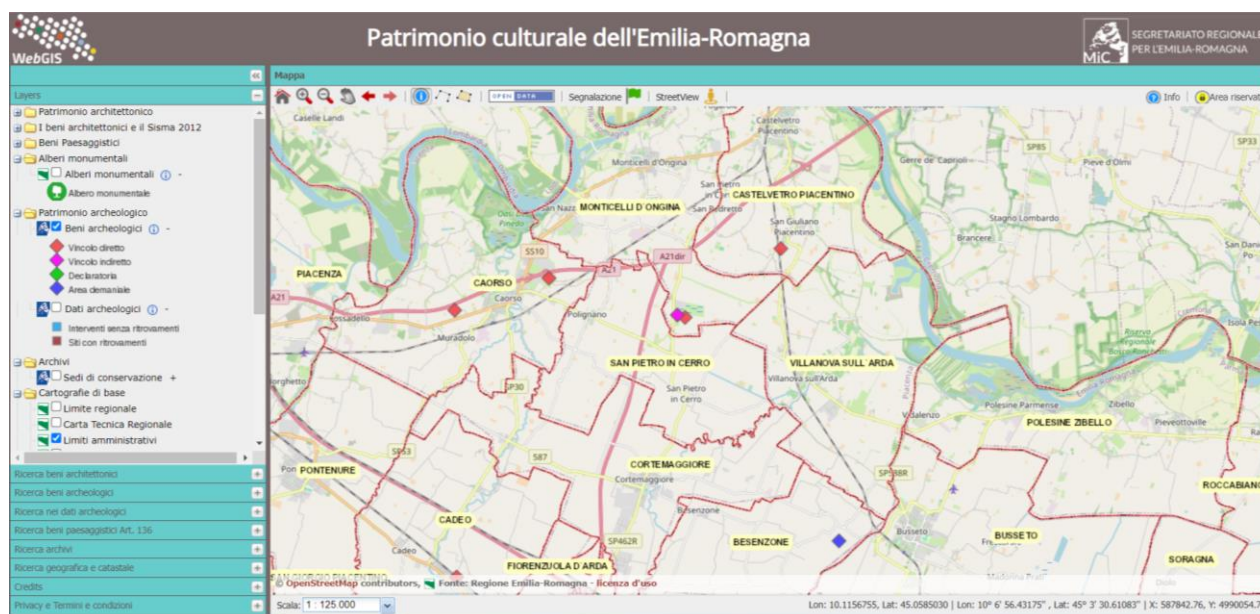 WebGIS
Patrimonio culturale dell'Emilia-Romagna
MiC
SEGRETARIATO REGIONALE
PER L'EMILIA-ROMAGNA
Mappa
Layers
OPEN DATA
Segnalazione
StreetView
Info
Area riservat
Patrimonio architettonico
I beni architettonici e il Sisma 2012
Beni Paesaggistici
Alberi monumentali
Alberi monumentali -
Albero monumentale
Patrimonio archeologico
Beni archeologici -
Vincolo diretto
Vincolo indiretto
Declaratoria
Area demaniale
Dati archeologici -
Interventi senza ritrovamenti
Siti con ritrovamenti
Archivi
Sedi di conservazione +
Cartografie di base
Limite regionale
Carta Tecnica Regionale
Limiti amministrativi
Ricerca beni architettonici
Ricerca beni archeologici
Ricerca nei dati archeologici
Ricerca beni paesaggistici Art. 136
Ricerca archivi
Ricerca geografica e catastale
Credits
Privacy e Termini e condizioni
Caselle Landi
Castelvetro
Piacentino
Monticelli d'Ongina
Gerre de' Caprioli
SP85
Pieve d'Olmi
SP33
San Pietro
CASTELVETRO PIACENTINO
MONTICELLI D'ONGINA
San Giuliano
Piacentino
Stagno Lombardo
Brancere
SS10
A21dir
A21
PIACENZA
CAORSO
A21
Caorso
Fossadello
Polignano
Muradolo
SAN PIETRO IN CERRO
VILLANOVA SULL'ARDA
Villanova sull'Arda
San Pietro
in Cerro
SP30
Vidalenzo
Polesine Parmense
Zibello
POLESINE ZIBELLO
Pieveottoville
SP53
S87
PONTENURE
CORTEMAGGIORE
Cortemaggiore
SP588R
ROCCABIANC
Besenzone
CADEO
Cadeo
SP462R
BESENZONE
Busseto
BUSSETO
FIORENZUOLA D'ARDA
SORAGNA
© OpenStreetMap contributors, Fonte: Regione Emilia-Romagna - licenza d'uso
Scala: 1 : 125.000
Lon: 10.1156755, Lat: 45.0585030 | Lon: 10° 6' 56.43175" , Lat: 45° 3' 30.61083" | X: 587842.76, Y: 4990054.7